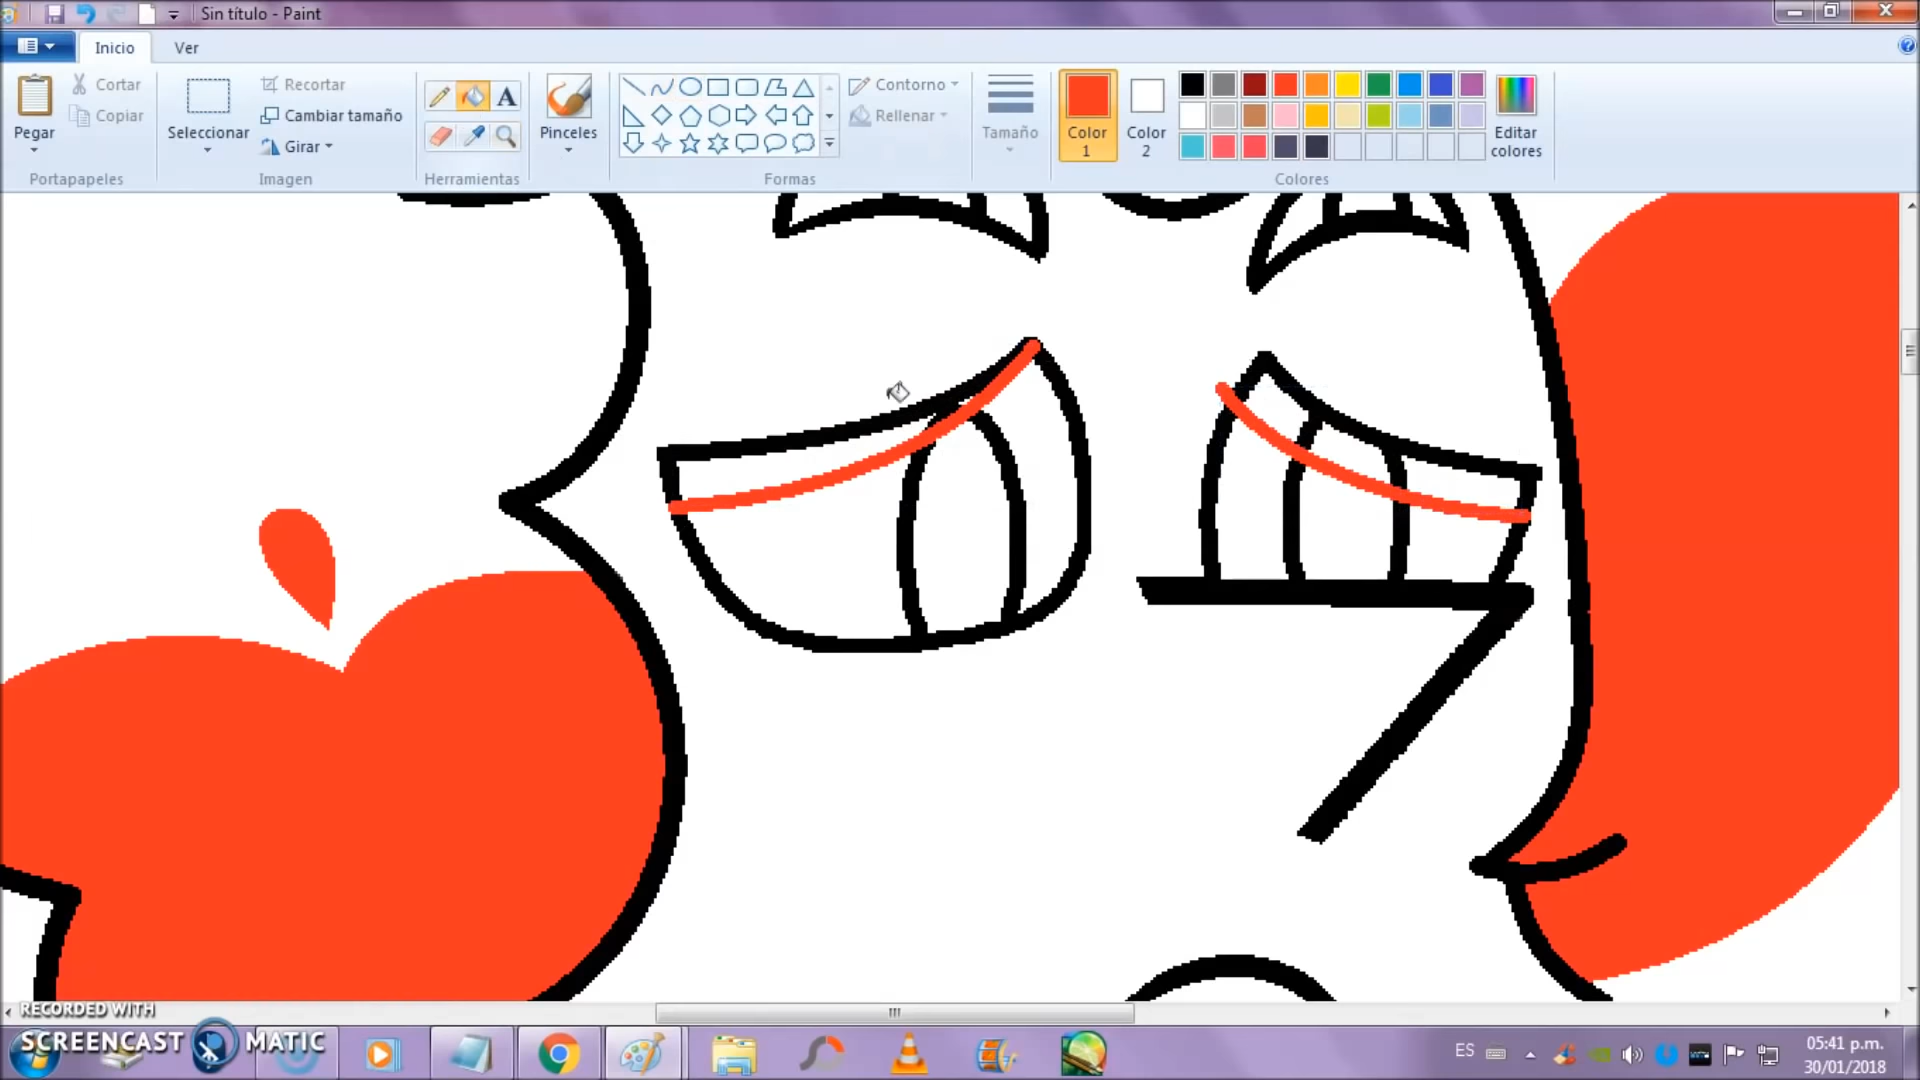 Sin título - Paint
Inicio Ver
Pegar
Cortar
Copiar
Portapapeles
Seleccionar
Recortar
Cambiar tamaño
Girar
Imagen
A
Herramientas
Pinceles
Formas
Contorno
Rellenar
Tamaño
Color
1
Color
2
Editar
colores
Colores
RECORDED WITH
SCREENCAST MATIC
ES
05:41 p.m.
30/01/2018